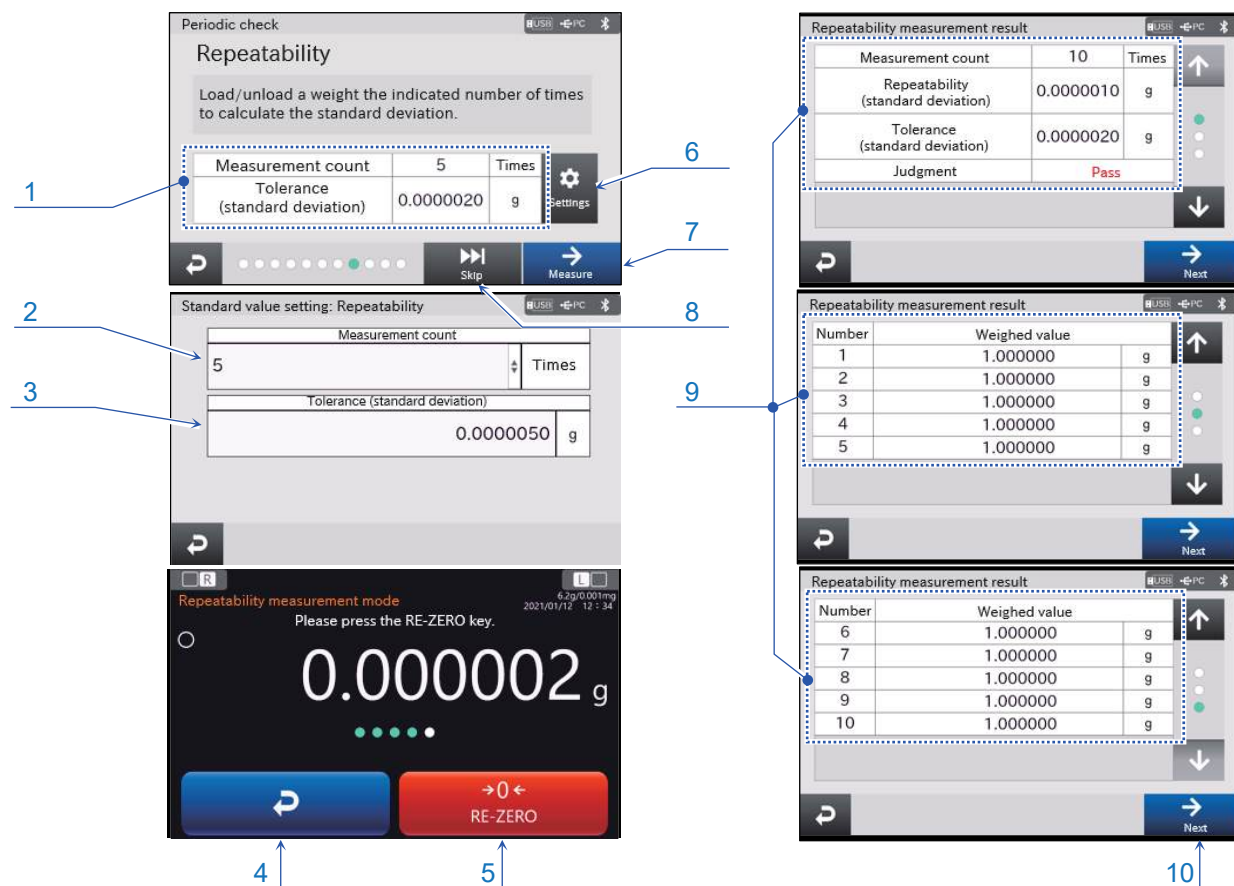 Periodic check
USB PC
Repeatability
Load/unload a weight the indicated number of times
to calculate the standard deviation.
Measurement count 5 Times
Tolerance
(standard deviation) 0.0000020 g
Settings
Skip
Measure
1
6
7
8
Standard value setting: Repeatability
USB PC
Measurement count
5 Times
Tolerance (standard deviation)
0.0000050 g
2
3
R
L
Repeatability measurement mode
6.2g/0.001mg
2021/01/12 12:34
Please press the RE-ZERO key.
0.000002 g
→0←
RE-ZERO
4
5
Repeatability measurement result
USB PC
Measurement count 10 Times
Repeatability
(standard deviation) 0.0000010 g
Tolerance
(standard deviation) 0.0000020 g
Judgment Pass
Next
9
Repeatability measurement result
USB PC
Number Weighed value
1 1.000000 g
2 1.000000 g
3 1.000000 g
4 1.000000 g
5 1.000000 g
Next
Repeatability measurement result
USB PC
Number Weighed value
6 1.000000 g
7 1.000000 g
8 1.000000 g
9 1.000000 g
10 1.000000 g
Next
10